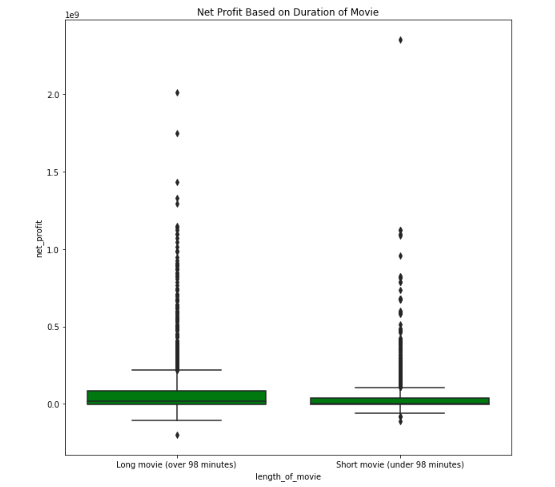 Net Profit Based on Duration of Movie
1e9
2.0
1.5
1.0
0.5
0.0
net_profit
Long movie (over 98 minutes)
Short movie (under 98 minutes)
length_of_movie